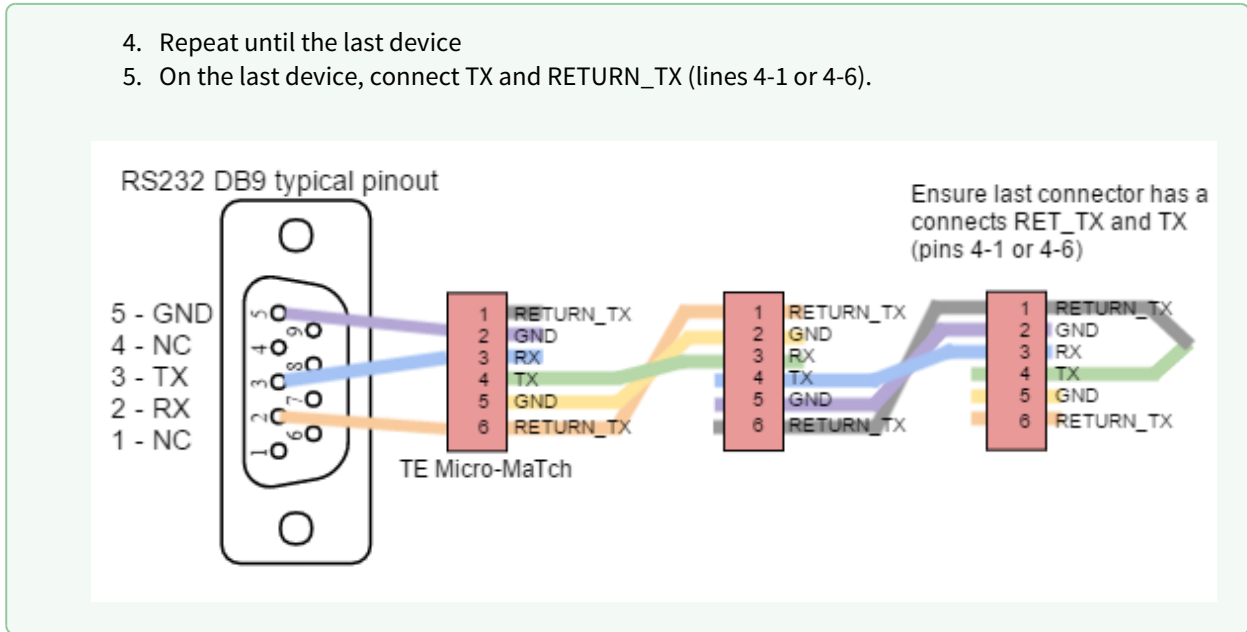 4. Repeat until the last device
5. On the last device, connect TX and RETURN_TX (lines 4-1 or 4-6).
RS232 DB9 typical pinout
Ensure last connector has a
connects RET_TX and TX
(pins 4-1 or 4-6)
5 - GND
4 - NC
3 - TX
2 - RX
1 - NC
5
9
4
8
3
7
2
6
1
1 RETURN_TX
2 GND
3 RX
4 TX
5 GND
6 RETURN_TX
TE Micro-MaTch
1 RETURN_TX
2 GND
3 RX
4 TX
5 GND
6 RETURN_TX
1 RETURN_TX
2 GND
3 RX
4 TX
5 GND
6 RETURN_TX